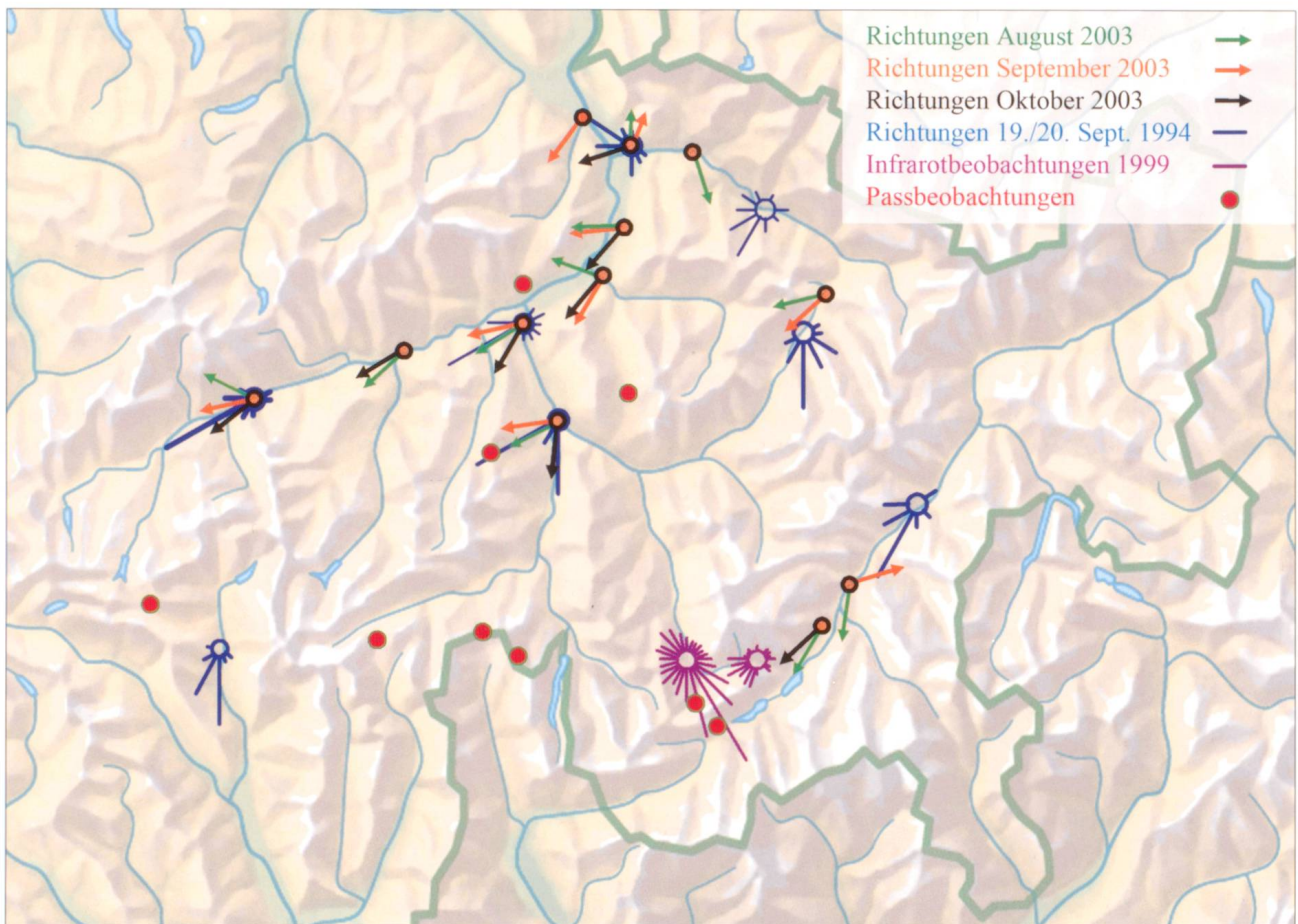 Richtungen August 2003
Richtungen September 2003
Richtungen Oktober 2003
Richtungen 19./20. Sept. 1994
Infrarotbeobachtungen 1999
Passbeobachtungen